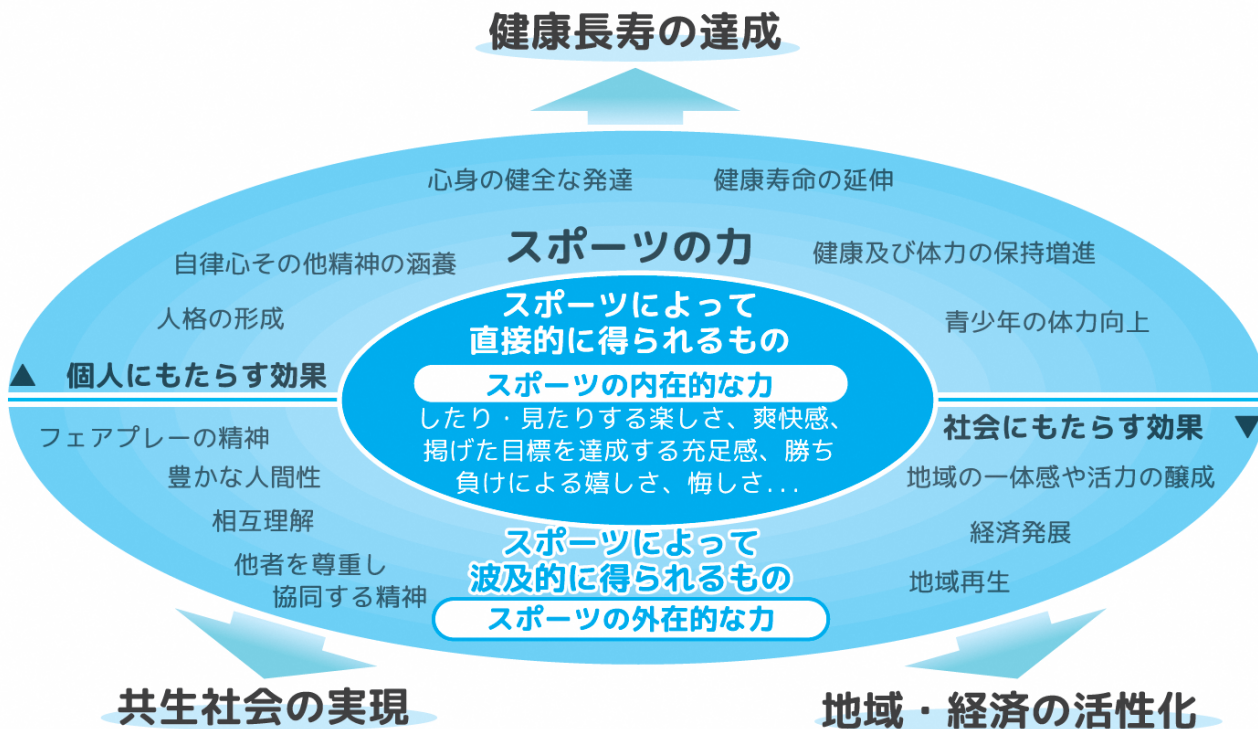 健康長寿の達成
心身の健全な発達
健康寿命の延伸
スポーツの力
自律心その他精神の涵養
健康及び体力の保持増進
人格の形成
青少年の体力向上
▲ 個人にもたらす効果
スポーツによって
直接的に得られるもの
スポーツの内在的な力
したり・見たりする楽しさ、爽快感、
掲げた目標を達成する充足感、勝ち
負けによる嬉しさ、悔しさ...
社会にもたらす効果 ▼
フェアプレーの精神
豊かな人間性
相互理解
他者を尊重し
協同する精神
地域の一体感や活力の醸成
経済発展
地域再生
スポーツによって
波及的に得られるもの
スポーツの外在的な力
共生社会の実現
地域・経済の活性化